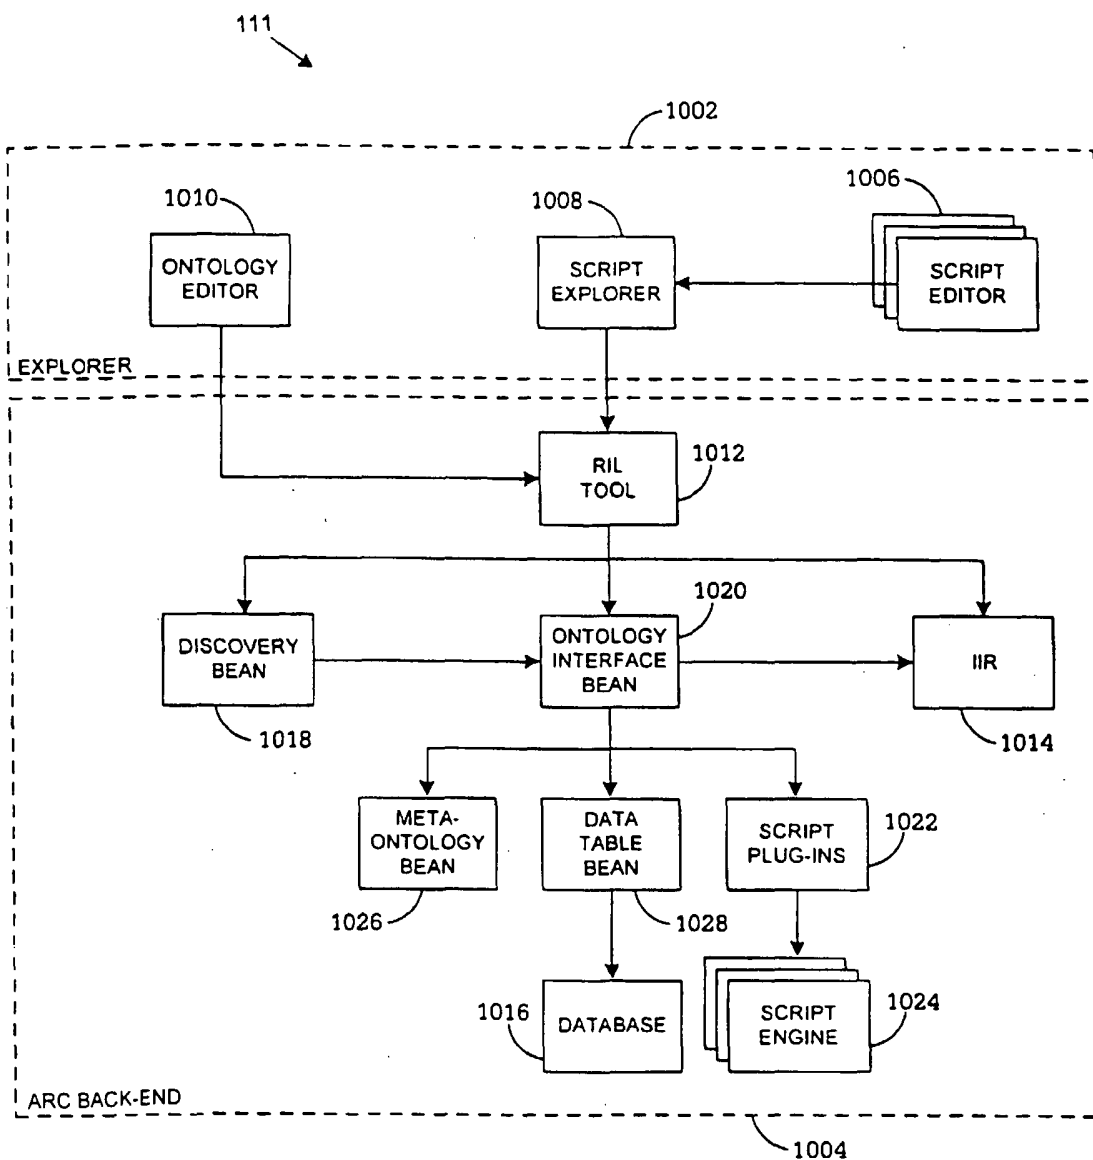 111
1002
1010
1008
1006
ONTOLOGY
EDITOR
SCRIPT
EXPLORER
SCRIPT
EDITOR
EXPLORER
RIL
TOOL
1012
1020
DISCOVERY
BEAN
ONTOLOGY
INTERFACE
BEAN
IIR
1018
1014
META-
ONTOLOGY
BEAN
DATA
TABLE
BEAN
SCRIPT
PLUG-INS
1022
1026
1028
1016
DATABASE
SCRIPT
ENGINE
1024
ARC BACK-END
1004